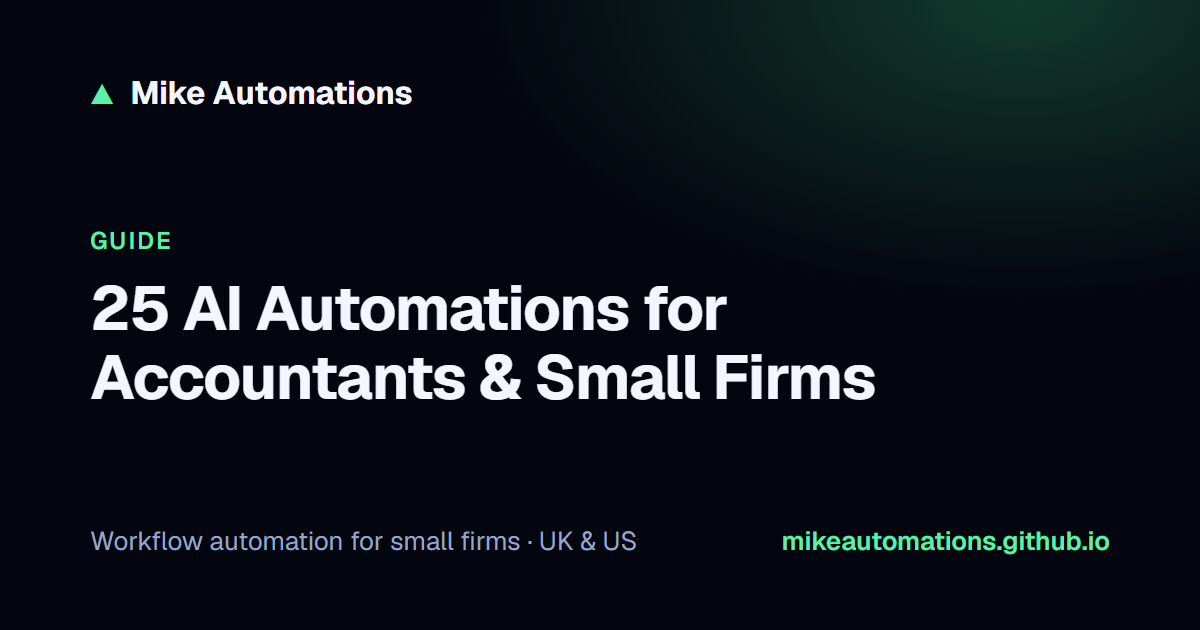 Mike Automations
GUIDE
25 AI Automations for
Accountants & Small Firms
Workflow automation for small firms · UK & US
mikeautomations.github.io